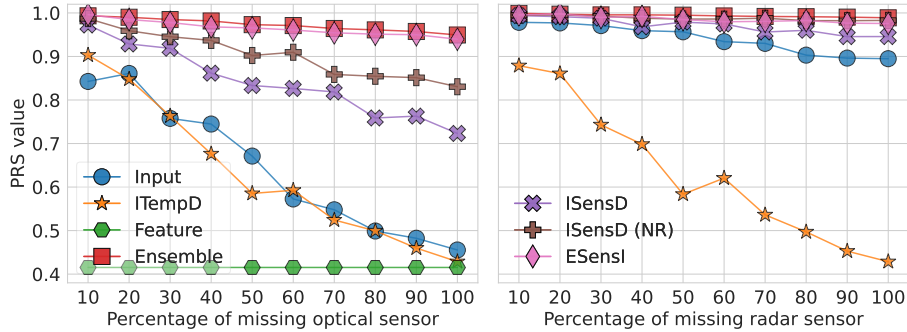 PRS value
1.0
0.9
0.8
0.7
0.6
0.5
0.4
Input
ITempD
Feature
Ensemble
10 20 30 40 50 60 70 80 90 100
Percentage of missing optical sensor
ISensD
ISensD (NR)
ESensI
10 20 30 40 50 60 70 80 90 100
Percentage of missing radar sensor